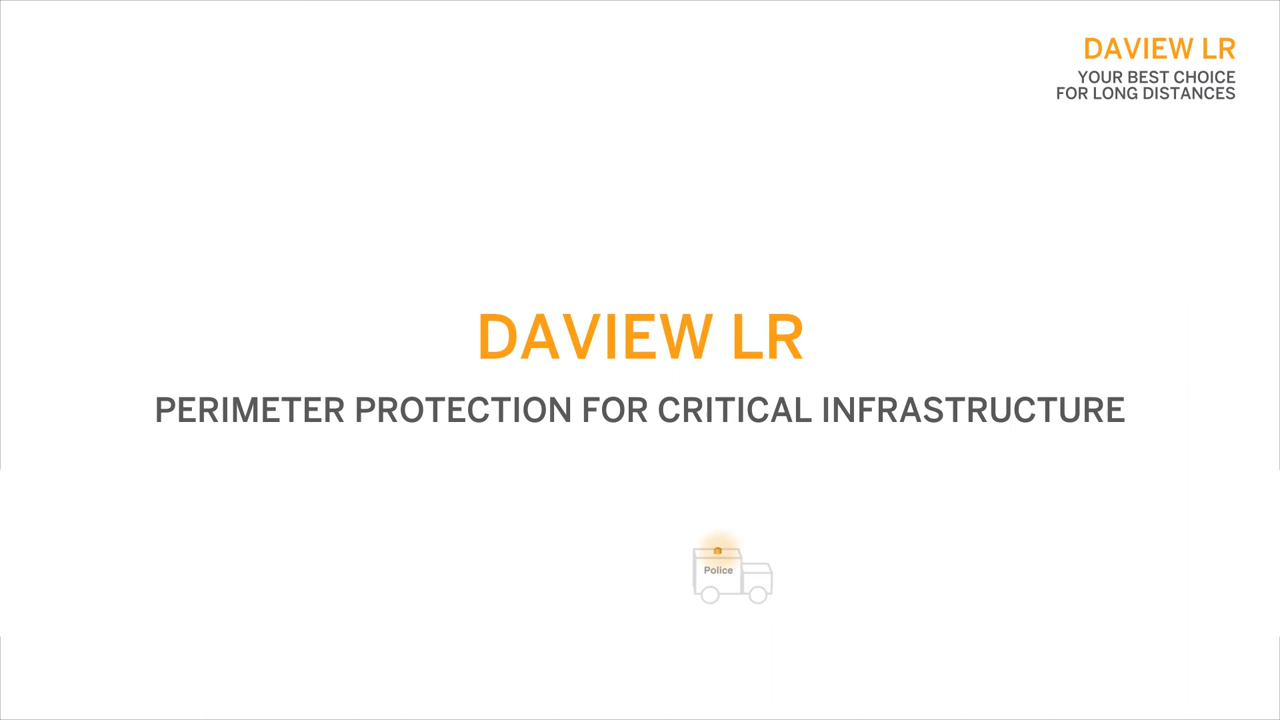 DAVIEW LR
YOUR BEST CHOICE
FOR LONG DISTANCES
DAVIEW LR
PERIMETER PROTECTION FOR CRITICAL INFRASTRUCTURE
Police